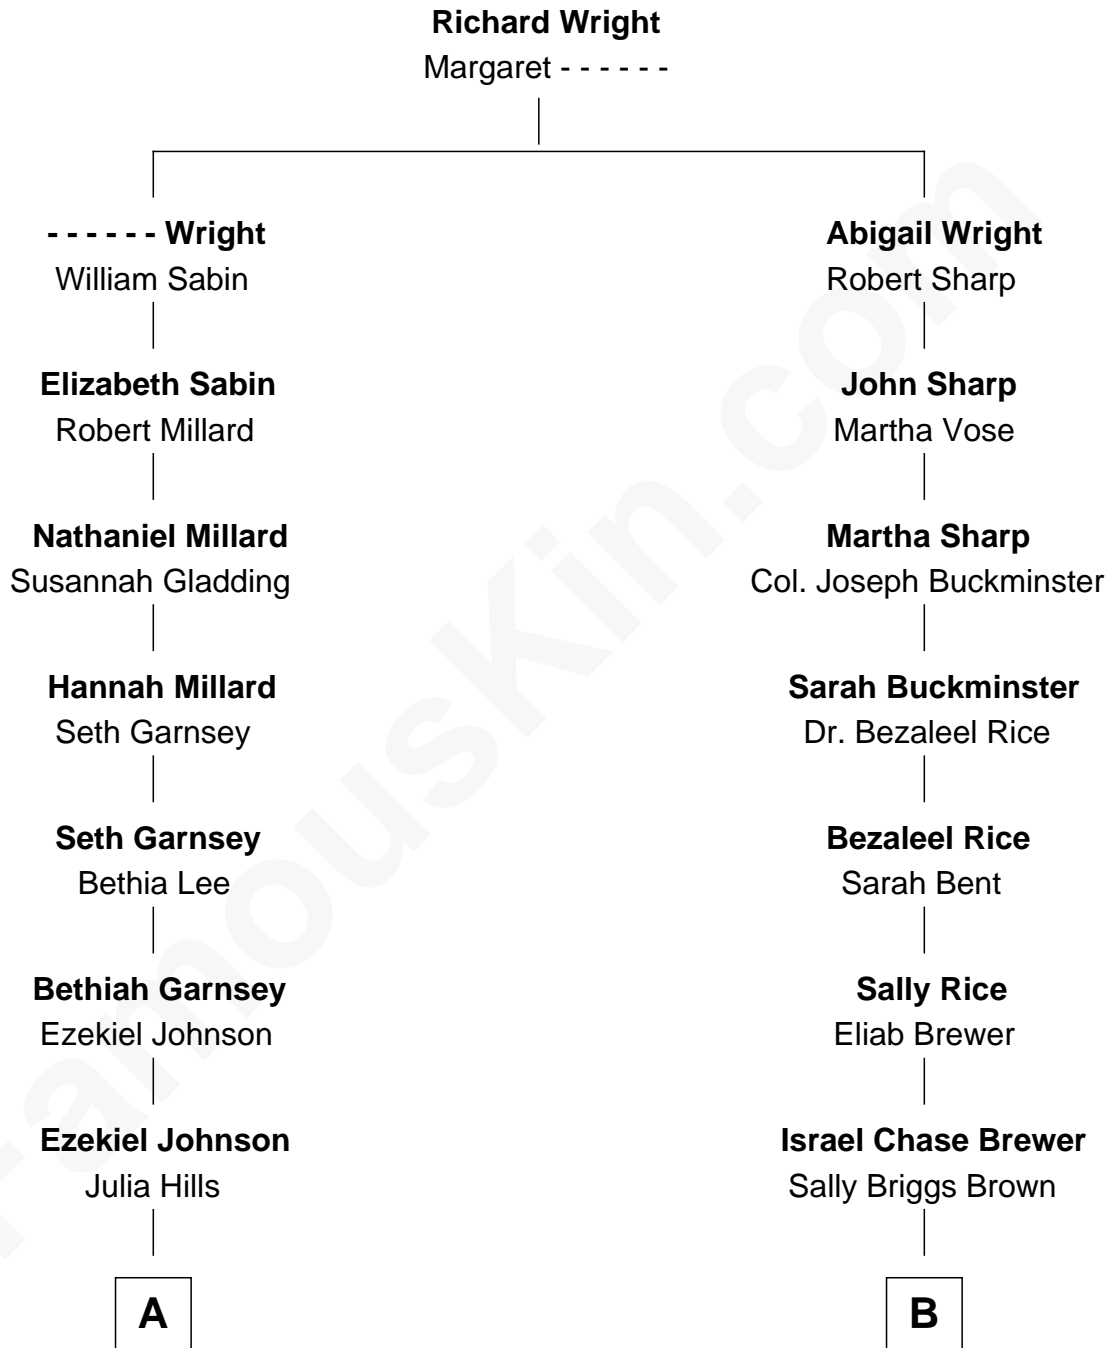 Richard Wright
Margaret - - - - - -
- - - - - - Wright
William Sabin
Abigail Wright
Robert Sharp
Elizabeth Sabin
Robert Millard
John Sharp
Martha Vose
Nathaniel Millard
Susannah Gladding
Martha Sharp
Col. Joseph Buckminster
Hannah Millard
Seth Garnsey
Sarah Buckminster
Dr. Bezaleel Rice
Seth Garnsey
Bethia Lee
Bezaleel Rice
Sarah Bent
Bethiah Garnsey
Ezekiel Johnson
Sally Rice
Eliab Brewer
Ezekiel Johnson
Julia Hills
Israel Chase Brewer
Sally Briggs Brown
A
B
FamousKin.com